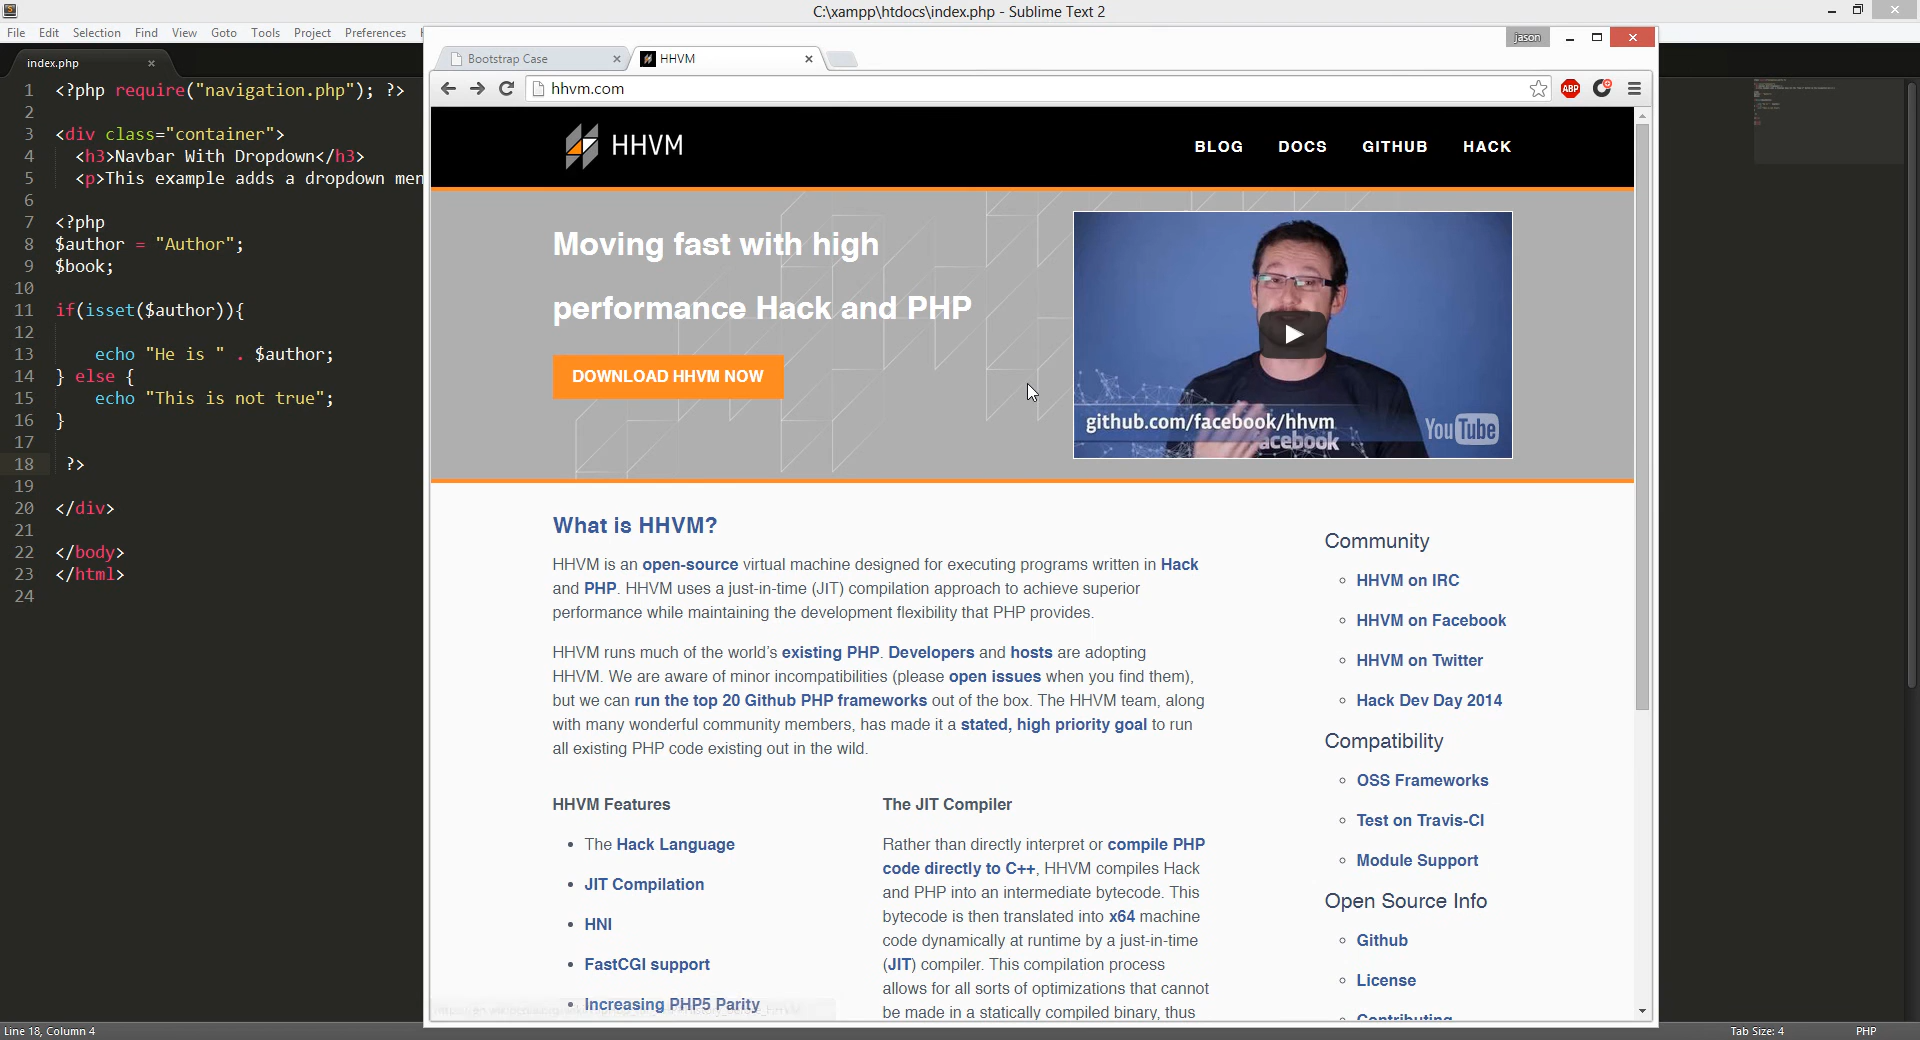 C:\xampp\htdocs\index.php - Sublime Text 2
File Edit Selection Find View Goto Tools Project Preferences
index.php
1 <?php require("navigation.php"); ?>
2
3 <div class="container">
4 <h3>Navbar With Dropdown</h3>
5 <p>This example adds a dropdown men
6
7 <?php
8 $author = "Author";
9 $book;
10
11 if(isset($author)){
12
13 echo "He is " . $author;
14 } else {
15 echo "This is not true";
16 }
17
18 ?>
19
20 </div>
21
22 </body>
23 </html>
24
Line 18, Column 4
Tab Size: 4
PHP
jason
Bootstrap Case
HHVM
hhvm.com
ABP
HHVM
BLOG DOCS GITHUB HACK
Moving fast with high
performance Hack and PHP
DOWNLOAD HHVM NOW
github.com/facebook/hhvm
YouTube
facebook
What is HHVM?
HHVM is an open-source virtual machine designed for executing programs written in Hack
and PHP. HHVM uses a just-in-time (JIT) compilation approach to achieve superior
performance while maintaining the development flexibility that PHP provides.
HHVM runs much of the world's existing PHP. Developers and hosts are adopting
HHVM. We are aware of minor incompatibilities (please open issues when you find them),
but we can run the top 20 Github PHP frameworks out of the box. The HHVM team, along
with many wonderful community members, has made it a stated, high priority goal to run
all existing PHP code existing out in the wild.
HHVM Features
The Hack Language
JIT Compilation
HNI
FastCGI support
Increasing PHP5 Parity
The JIT Compiler
Rather than directly interpret or compile PHP
code directly to C++, HHVM compiles Hack
and PHP into an intermediate bytecode. This
bytecode is then translated into x64 machine
code dynamically at runtime by a just-in-time
(JIT) compiler. This compilation process
allows for all sorts of optimizations that cannot
be made in a statically compiled binary, thus
Community
HHVM on IRC
HHVM on Facebook
HHVM on Twitter
Hack Dev Day 2014
Compatibility
OSS Frameworks
Test on Travis-CI
Module Support
Open Source Info
Github
License
Contributing